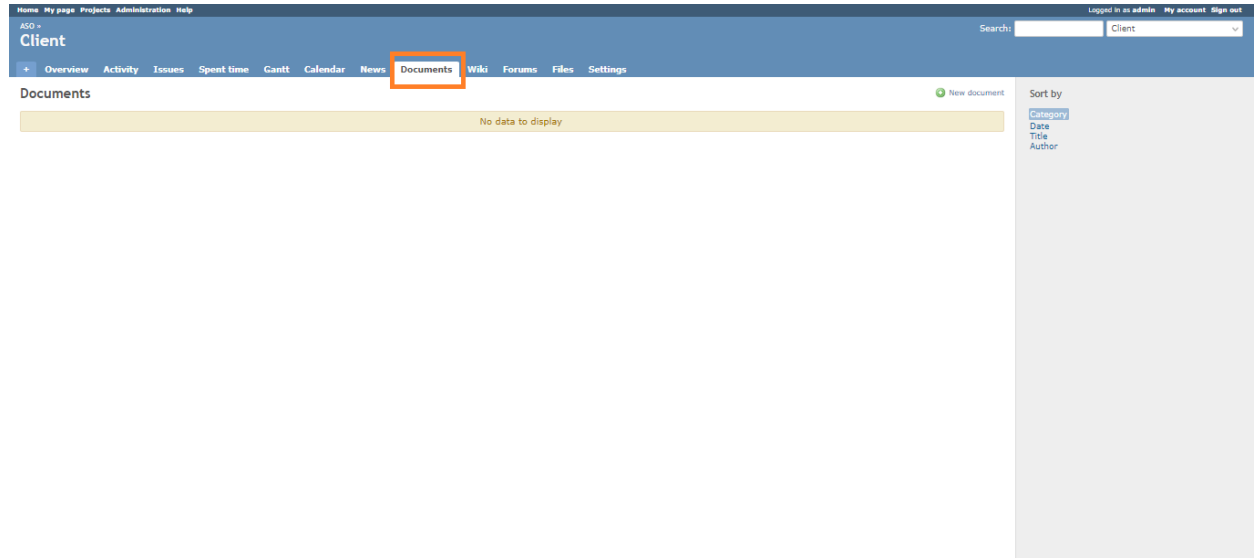 Home My page Projects Administration Help
Logged in as admin My account Sign out
ASO »
Client
Search:
Client
+ Overview Activity Issues Spent time Gantt Calendar News Documents Wiki Forums Files Settings
Documents
New document
No data to display
Sort by
Category
Date
Title
Author